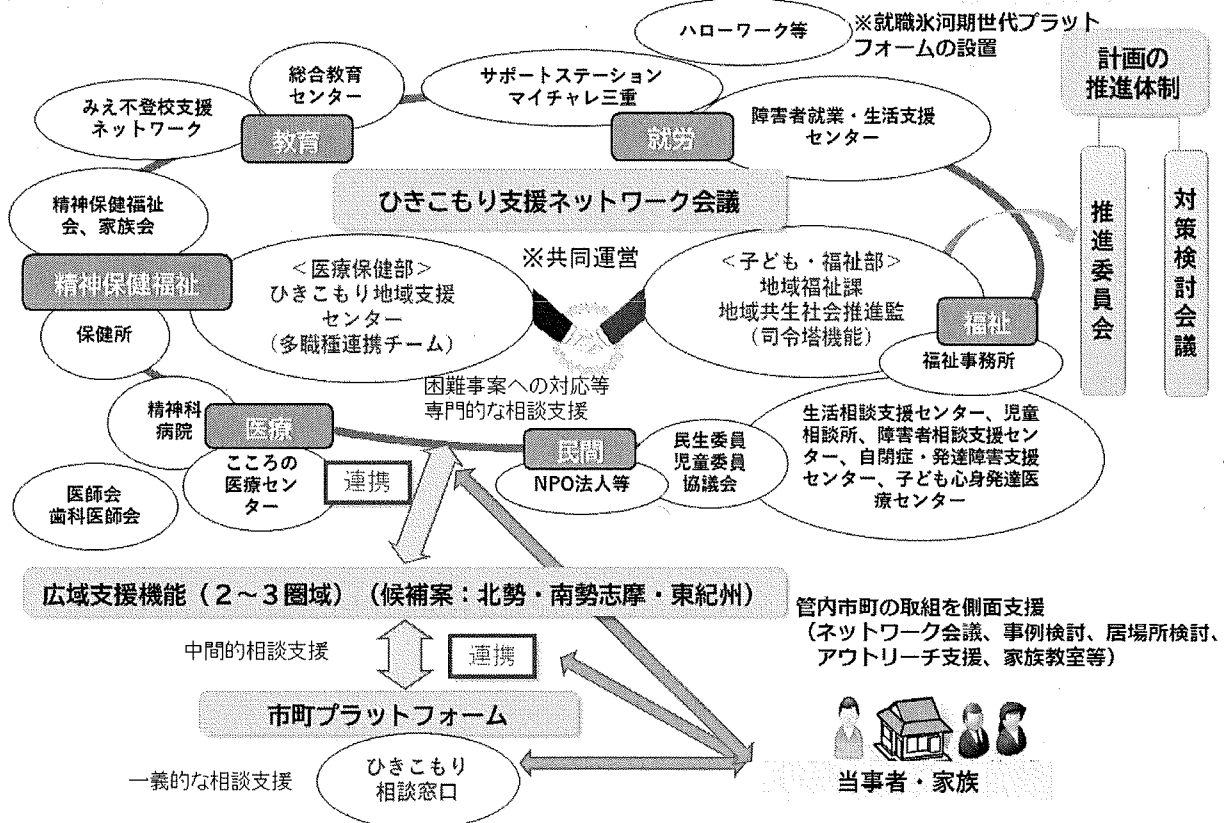 ハローワーク等
※就職氷河期世代プラット
フォームの設置
計画の
推進体制
総合教育
センター
サポートステーション
マイチャレ三重
みえ不登校支援
ネットワーク
教育
就労
障害者就業・生活支援
センター
ひきこもり支援ネットワーク会議
精神保健福祉
会、家族会
推進委員会
対策検討会議
※共同運営
精神保健福祉
<医療保健部>
ひきこもり地域支援
センター
(多職種連携チーム)
<子ども・福祉部>
地域福祉課
地域共生社会推進監
(司令塔機能)
福祉
保健所
福祉事務所
困難事案への対応等
専門的な相談支援
精神科
病院
医療
民間
民生委員
児童委員
協議会
生活相談支援センター、児童
相談所、障害者相談支援セン
ター、自閉症・発達障害支援
センター、子ども心身発達医
療センター
こころの
医療セン
ター
連携
NPO法人等
医師会
歯科医師会
広域支援機能(2~3圏域)(候補案:北勢・南勢志摩・東紀州)
管内市町の取組を側面支援
(ネットワーク会議、事例検討、居場所検討、
アウトリーチ支援、家族教室等)
中間的相談支援
連携
市町プラットフォーム
一義的な相談支援
ひきこもり
相談窓口
当事者・家族